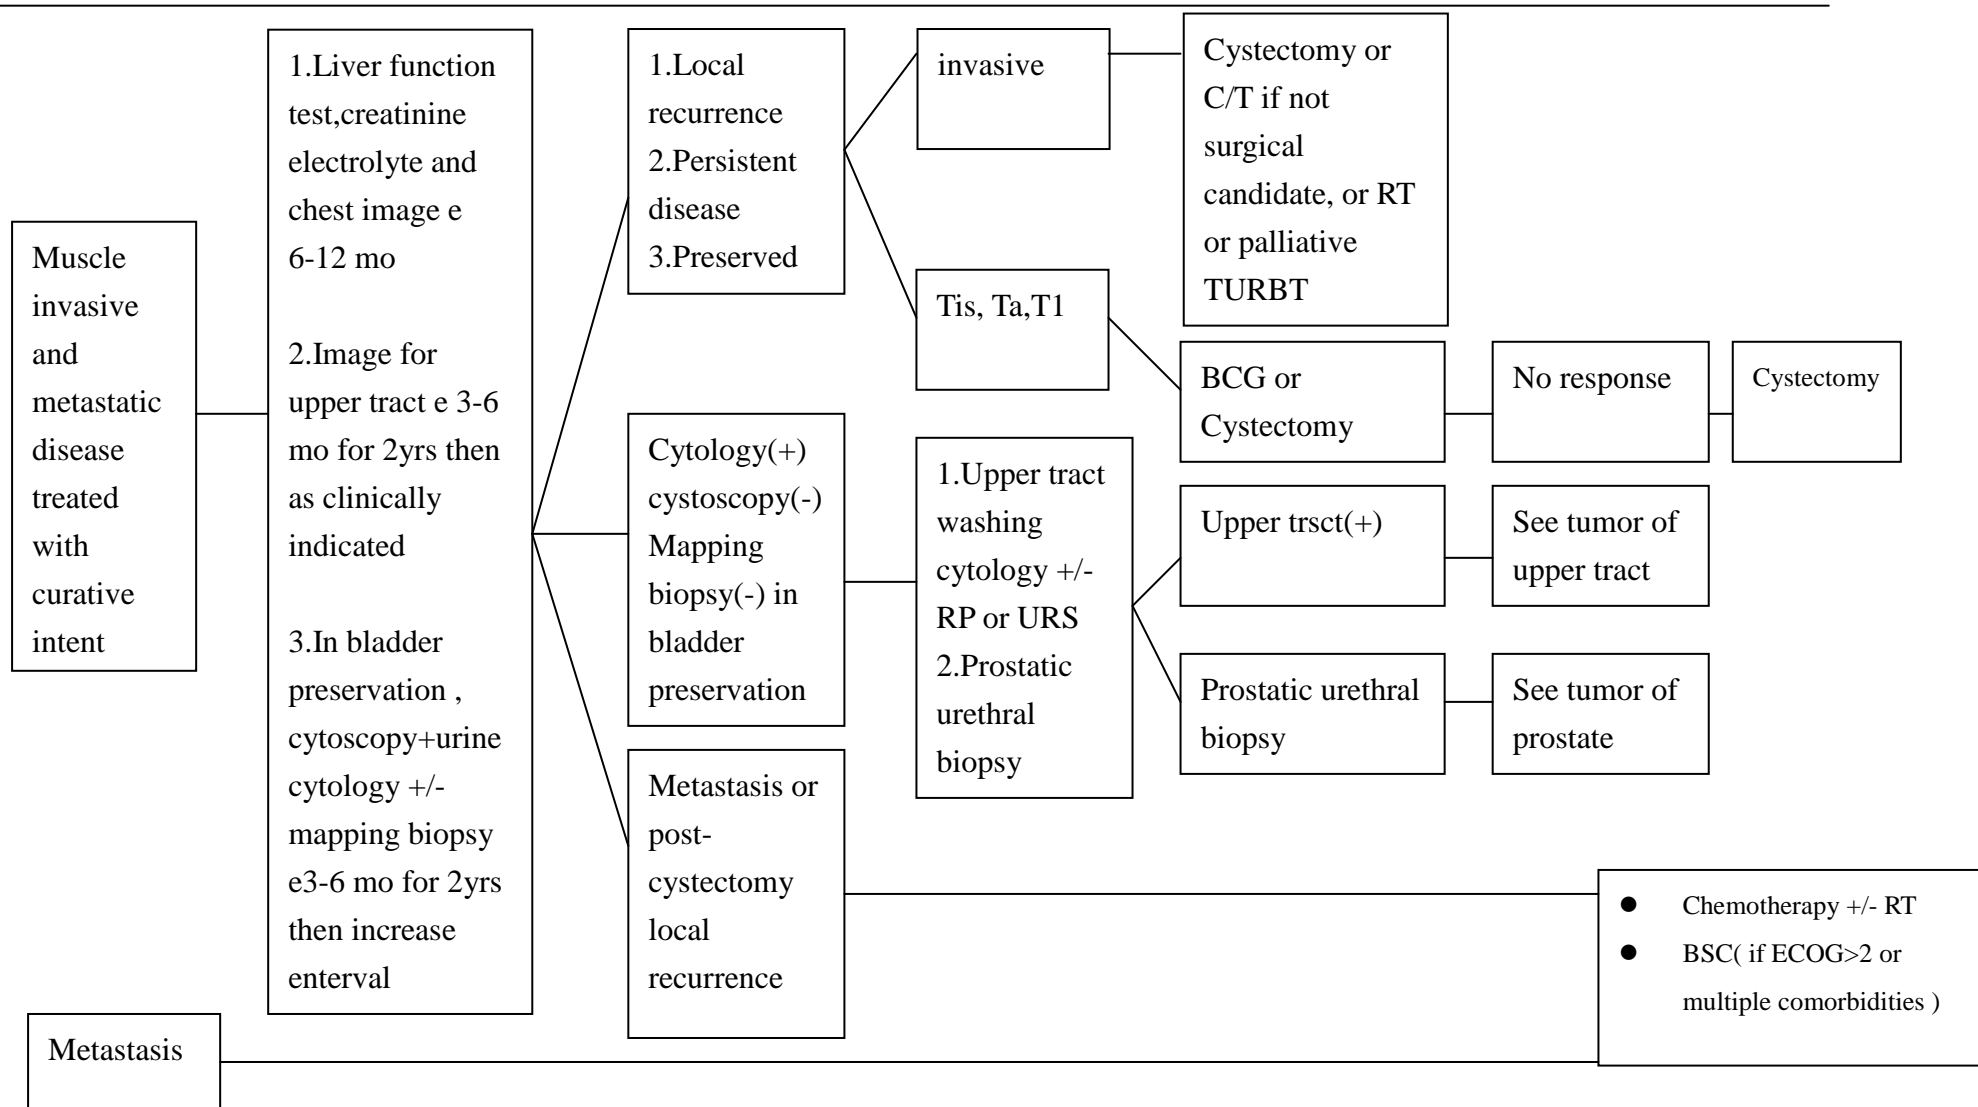 Muscle
invasive
and
metastatic
disease
treated
with
curative
intent
1.Liver function
test,creatinine
electrolyte and
chest image e
6-12 mo
2.Image for
upper tract e 3-6
mo for 2yrs then
as clinically
indicated
3.In bladder
preservation ,
cytoscopy+urine
cytology +/-
mapping biopsy
e3-6 mo for 2yrs
then increase
enterval
1.Local
recurrence
2.Persistent
disease
3.Preserved
invasive
Cystectomy or
C/T if not
surgical
candidate, or RT
or palliative
TURBT
Tis, Ta,T1
BCG or
Cystectomy
No response
Cystectomy
Cytology(+)
cystoscopy(-)
Mapping
biopsy(-) in
bladder
preservation
1.Upper tract
washing
cytology +/-
RP or URS
2.Prostatic
urethral
biopsy
Upper trsct(+)
See tumor of
upper tract
Prostatic urethral
biopsy
See tumor of
prostate
Metastasis or
post-
cystectomy
local
recurrence
● Chemotherapy +/- RT
● BSC( if ECOG>2 or
multiple comorbidities )
Metastasis